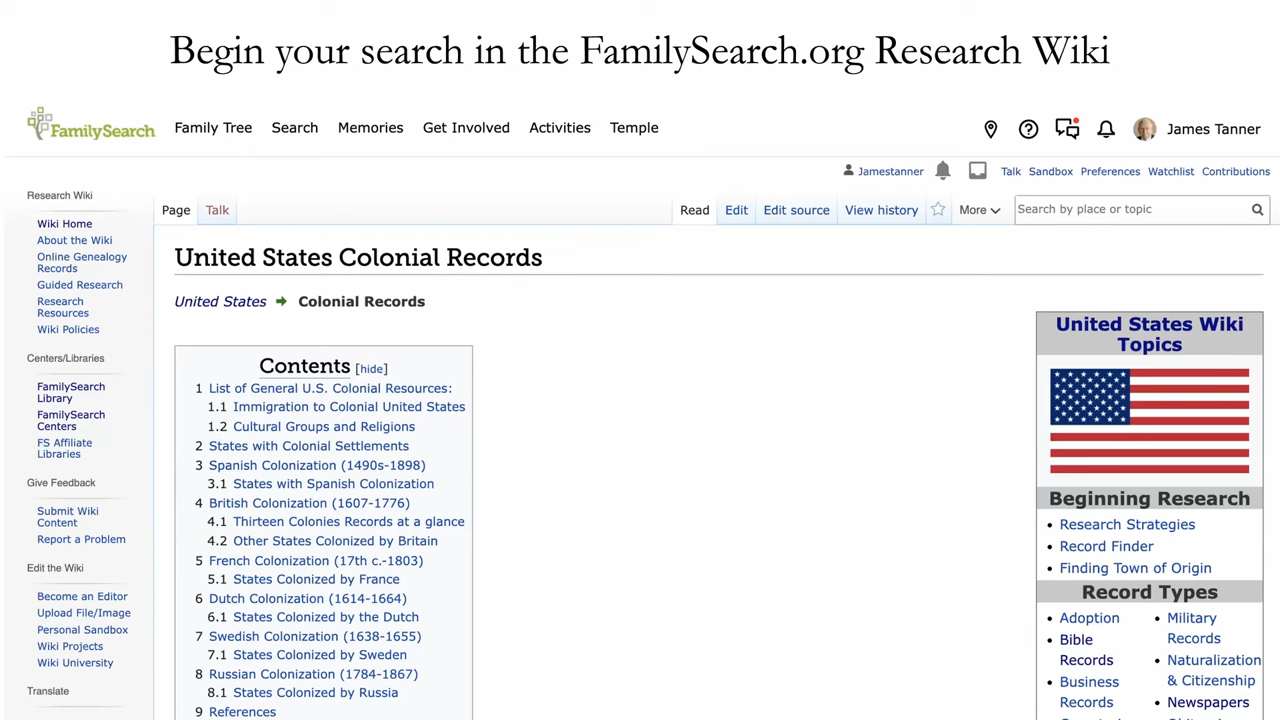 Begin your search in the FamilySearch.org Research Wiki
FamilySearch
Family Tree
Search
Memories
Get Involved
Activities
Temple
James Tanner
Jamestanner
Talk
Sandbox
Preferences
Watchlist
Contributions
Research Wiki
Wiki Home
About the Wiki
Online Genealogy
Records
Guided Research
Research
Resources
Wiki Policies
Centers/Libraries
FamilySearch
Library
FamilySearch
Centers
FS Affiliate
Libraries
Give Feedback
Submit Wiki
Content
Report a Problem
Edit the Wiki
Become an Editor
Upload File/Image
Personal Sandbox
Wiki Projects
Wiki University
Translate
Page
Talk
Read
Edit
Edit source
View history
More
Search by place or topic
United States Colonial Records
United States Colonial Records
Contents [hide]
1 List of General U.S. Colonial Resources:
1.1 Immigration to Colonial United States
1.2 Cultural Groups and Religions
2 States with Colonial Settlements
3 Spanish Colonization (1490s-1898)
3.1 States with Spanish Colonization
4 British Colonization (1607-1776)
4.1 Thirteen Colonies Records at a glance
4.2 Other States Colonized by Britain
5 French Colonization (17th c.-1803)
5.1 States Colonized by France
6 Dutch Colonization (1614-1664)
6.1 States Colonized by the Dutch
7 Swedish Colonization (1638-1655)
7.1 States Colonized by Sweden
8 Russian Colonization (1784-1867)
8.1 States Colonized by Russia
9 References
United States Wiki
Topics
Beginning Research
• Research Strategies
• Record Finder
• Finding Town of Origin
Record Types
• Adoption
• Bible
Records
• Business
Records
• Military
Records
• Naturalization
& Citizenship
• Newspapers